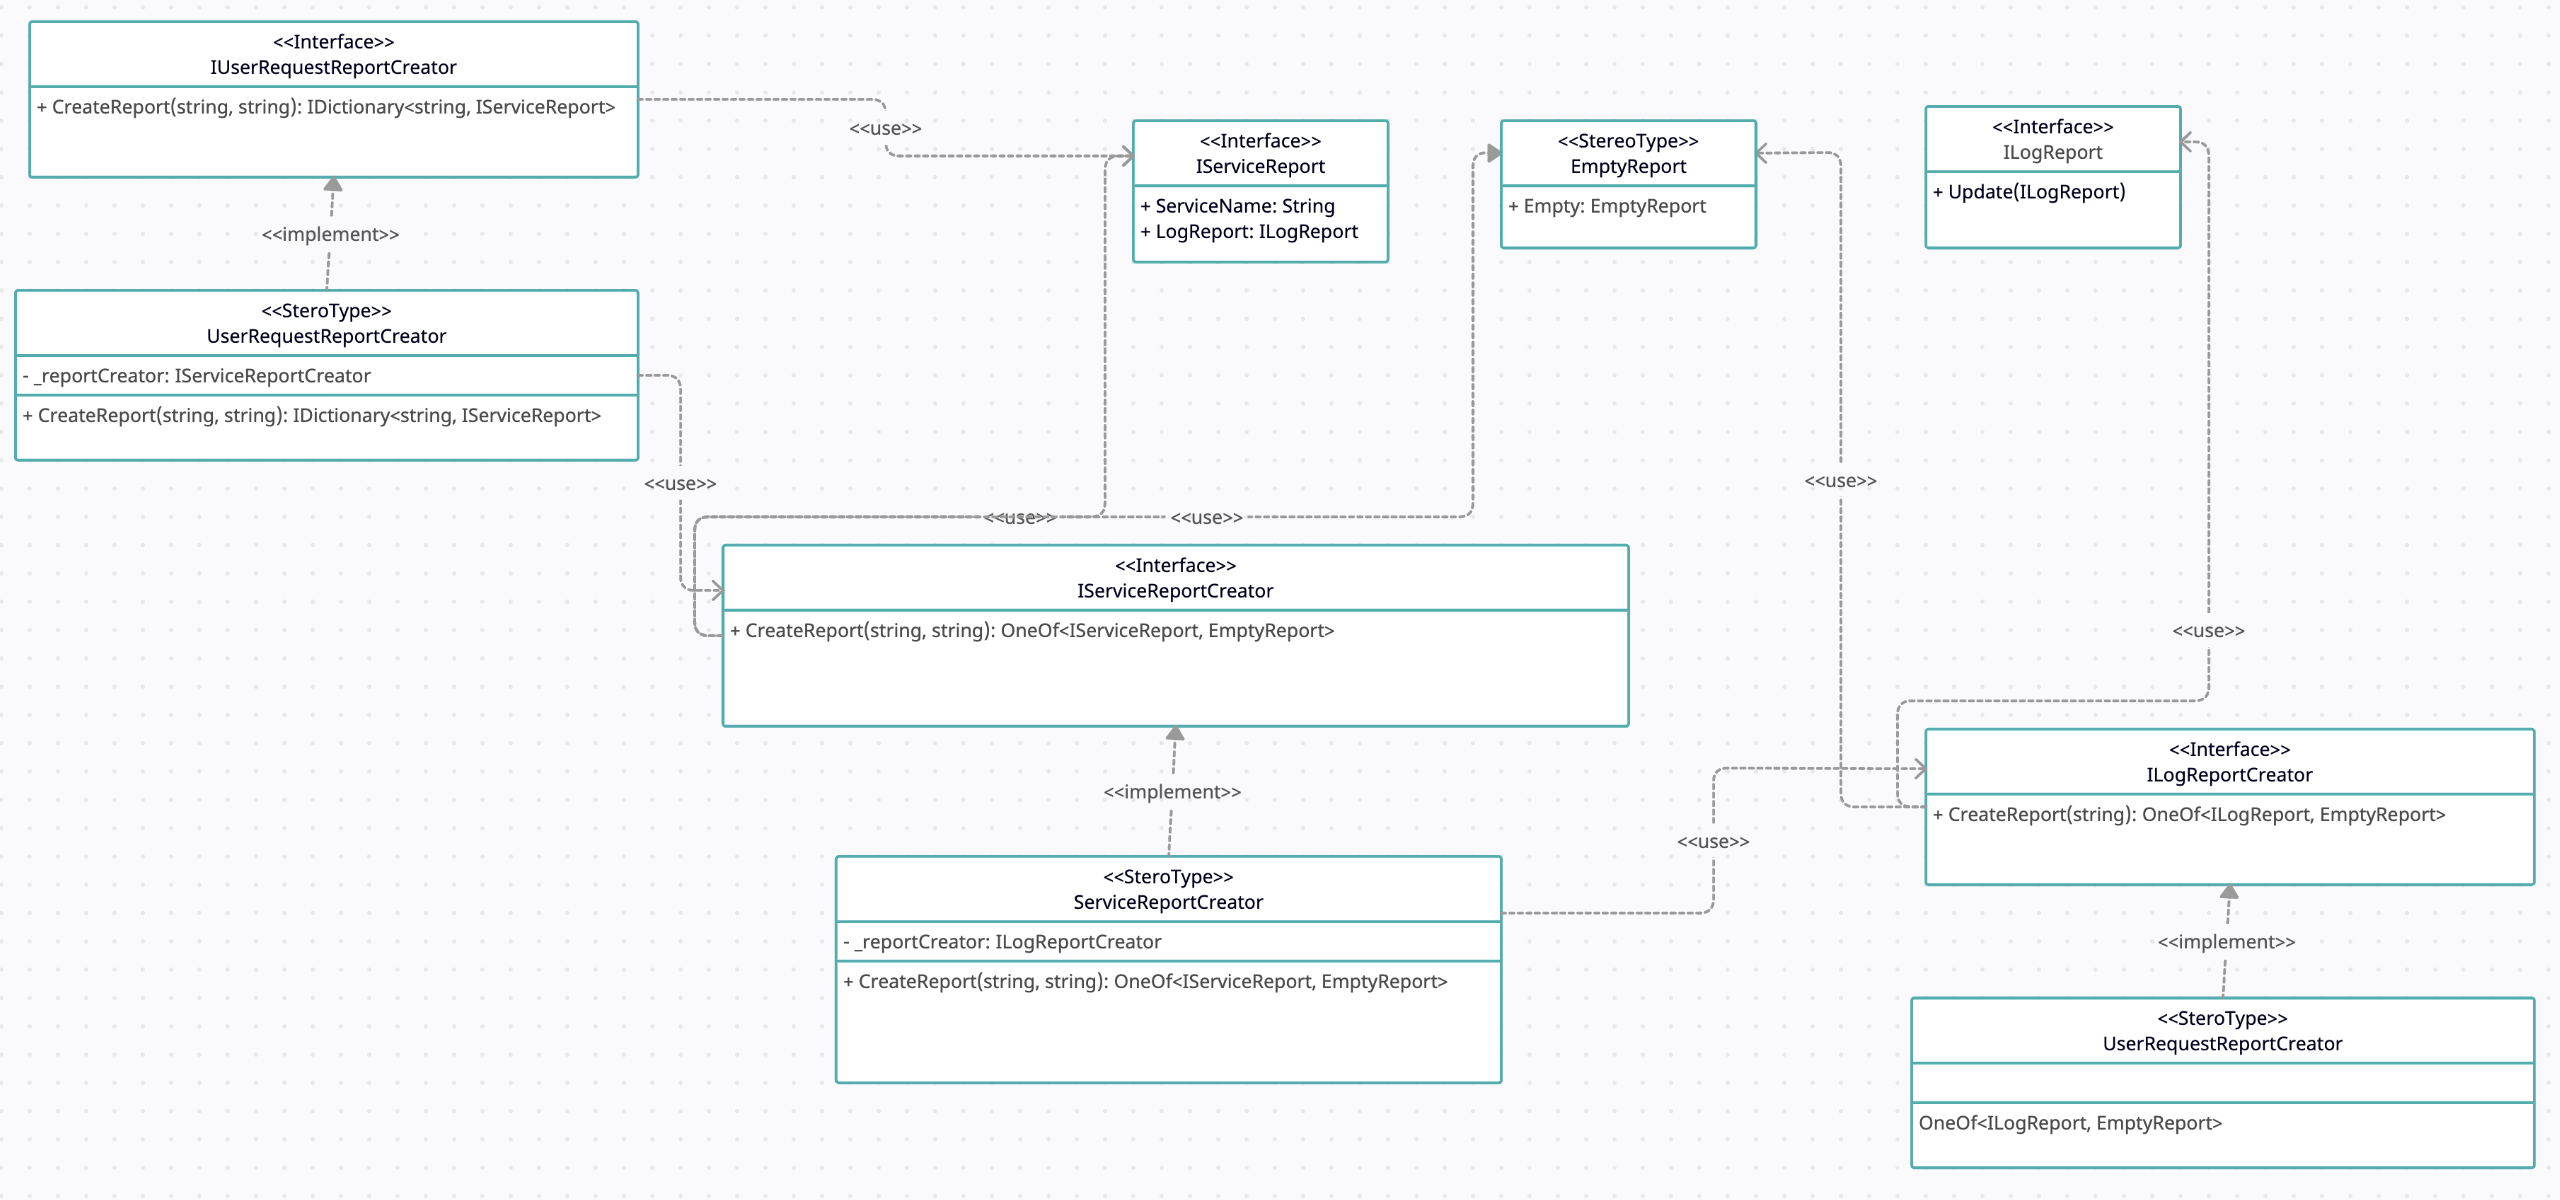 <<Interface>>
IUserRequestReportCreator
+ CreateReport(string, string): IDictionary<string, IServiceReport>
<<use>>
<<implement>>
<<SteroType>>
UserRequestReportCreator
- _reportCreator: IServiceReportCreator
+ CreateReport(string, string): IDictionary<string, IServiceReport>
<<use>>
<<Interface>>
IServiceReport
+ ServiceName: String
+ LogReport: ILogReport
<<StereoType>>
EmptyReport
+ Empty: EmptyReport
<<Interface>>
ILogReport
+ Update(ILogReport)
<<use>>
<<use>>
<<use>>
<<use>>
<<Interface>>
IServiceReportCreator
+ CreateReport(string, string): OneOf<IServiceReport, EmptyReport>
<<implement>>
<<SteroType>>
ServiceReportCreator
- _reportCreator: ILogReportCreator
+ CreateReport(string, string): OneOf<IServiceReport, EmptyReport>
<<use>>
<<Interface>>
ILogReportCreator
+ CreateReport(string): OneOf<ILogReport, EmptyReport>
<<implement>>
<<SteroType>>
UserRequestReportCreator
OneOf<ILogReport, EmptyReport>